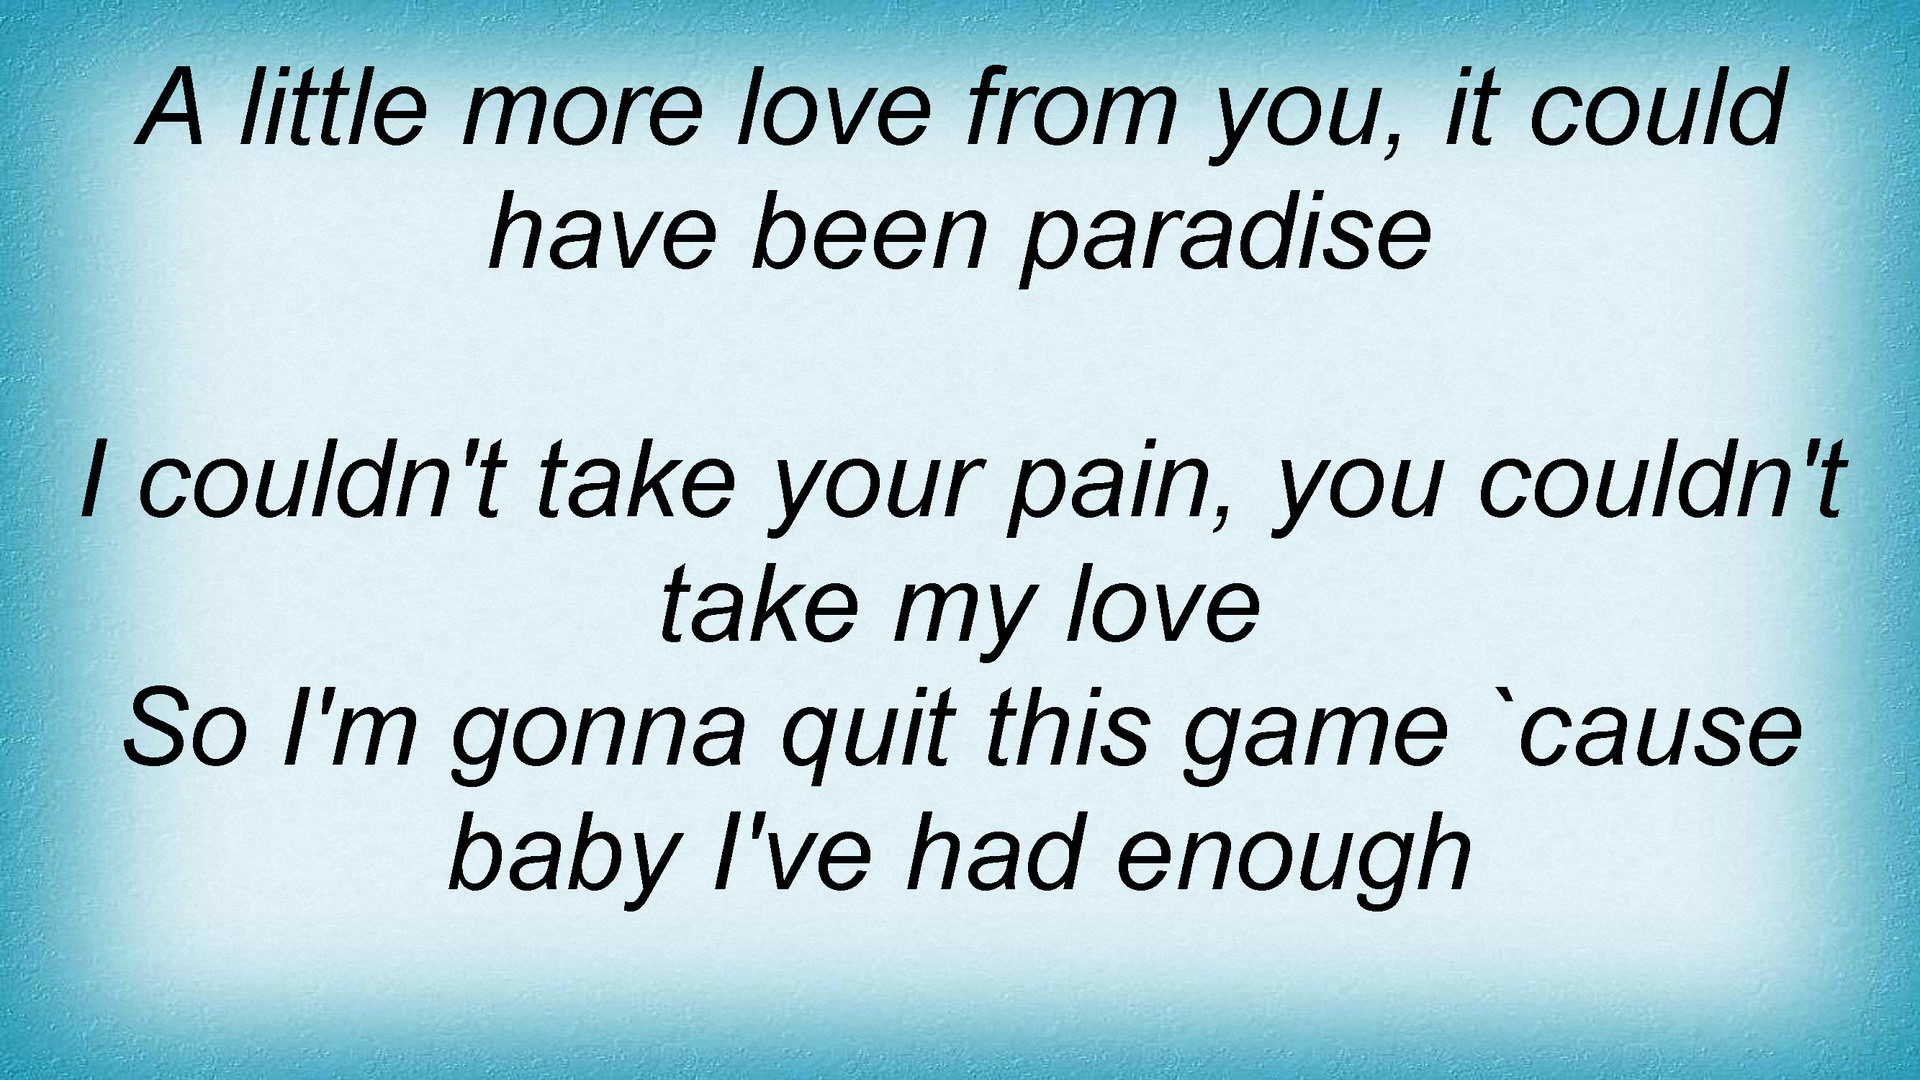 A little more love from you, it could
have been paradise
I couldn't take your pain, you couldn't
take my love
So I'm gonna quit this game `cause
baby I've had enough